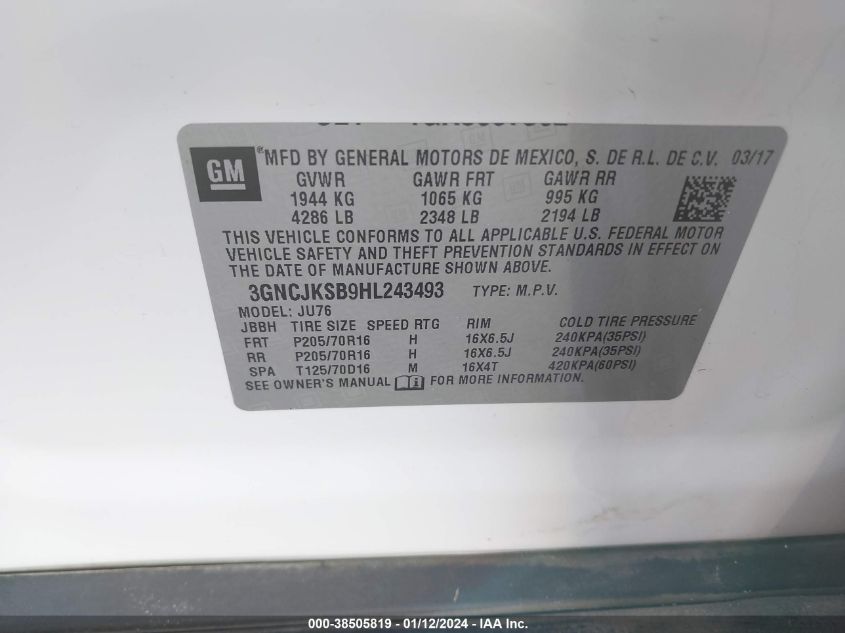 GM
®
*MFD BY GENERAL MOTORS DE MEXICO, S. DE R.L. DE C.V. 03/17
GVWR GAWR FRT GAWR RR
1944 KG 1065 KG 995 KG
4286 LB 2348 LB 2194 LB
THIS VEHICLE CONFORMS TO ALL APPLICABLE U.S. FEDERAL MOTOR
VEHICLE SAFETY AND THEFT PREVENTION STANDARDS IN EFFECT ON
THE DATE OF MANUFACTURE SHOWN ABOVE.
3GNCJKSB9HL243493 TYPE: M.P.V.
MODEL: JU76
JBBH TIRE SIZE SPEED RTG RIM COLD TIRE PRESSURE
FRT P205/70R16 H 16X6.5J 240KPA(35PSI)
RR P205/70R16 H 16X6.5J 240KPA(35PSI)
SPA T125/70D16 M 16X4T 420KPA(60PSI)
SEE OWNER'S MANUAL FOR MORE INFORMATION.
000-38505819 - 01/12/2024 - IAA Inc.